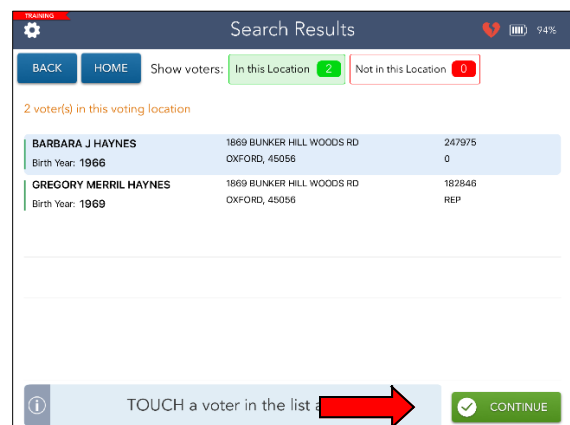 TRAINING
Search Results
94%
BACK HOME Show voters: In this Location 2 Not in this Location 0
2 voter(s) in this voting location
BARBARA J HAYNES 1869 BUNKER HILL WOODS RD 247975
Birth Year: 1966 OXFORD, 45056 0
GREGORY MERRIL HAYNES 1869 BUNKER HILL WOODS RD 182846
Birth Year: 1969 OXFORD, 45056 REP
TOUCH a voter in the list CONTINUE